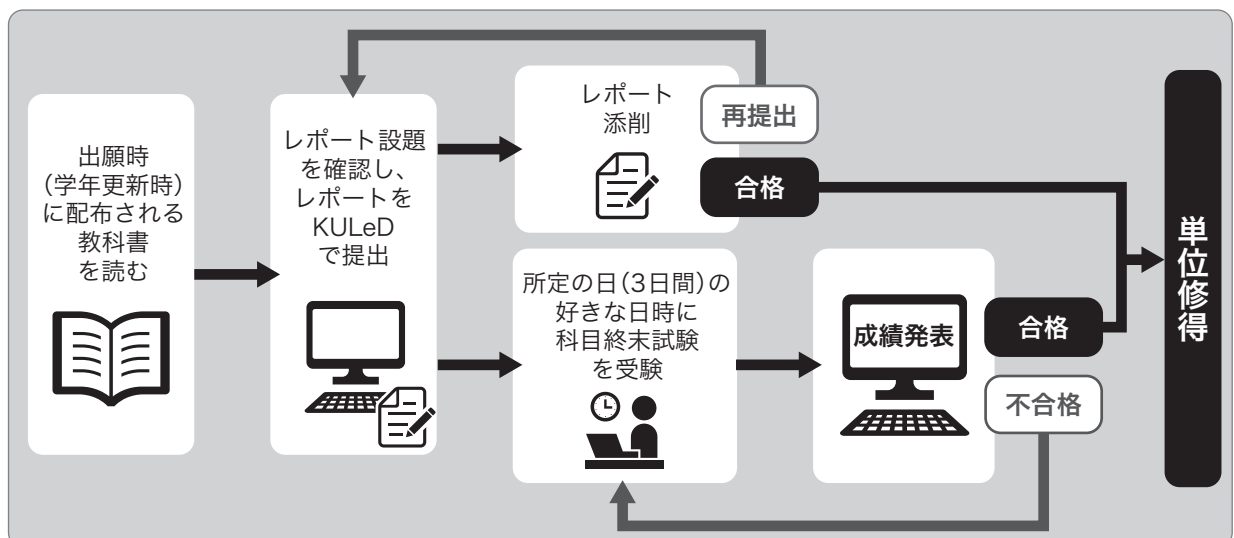 出願時
（学年更新時）
に配布される
教科書
を読む
レポート設題
を確認し、
レポートを
KULeD
で提出
レポート
添削
再提出
合格
所定の日（3日間）の
好きな日時に
科目終末試験
を受験
成績発表
合格
不合格
単位修得